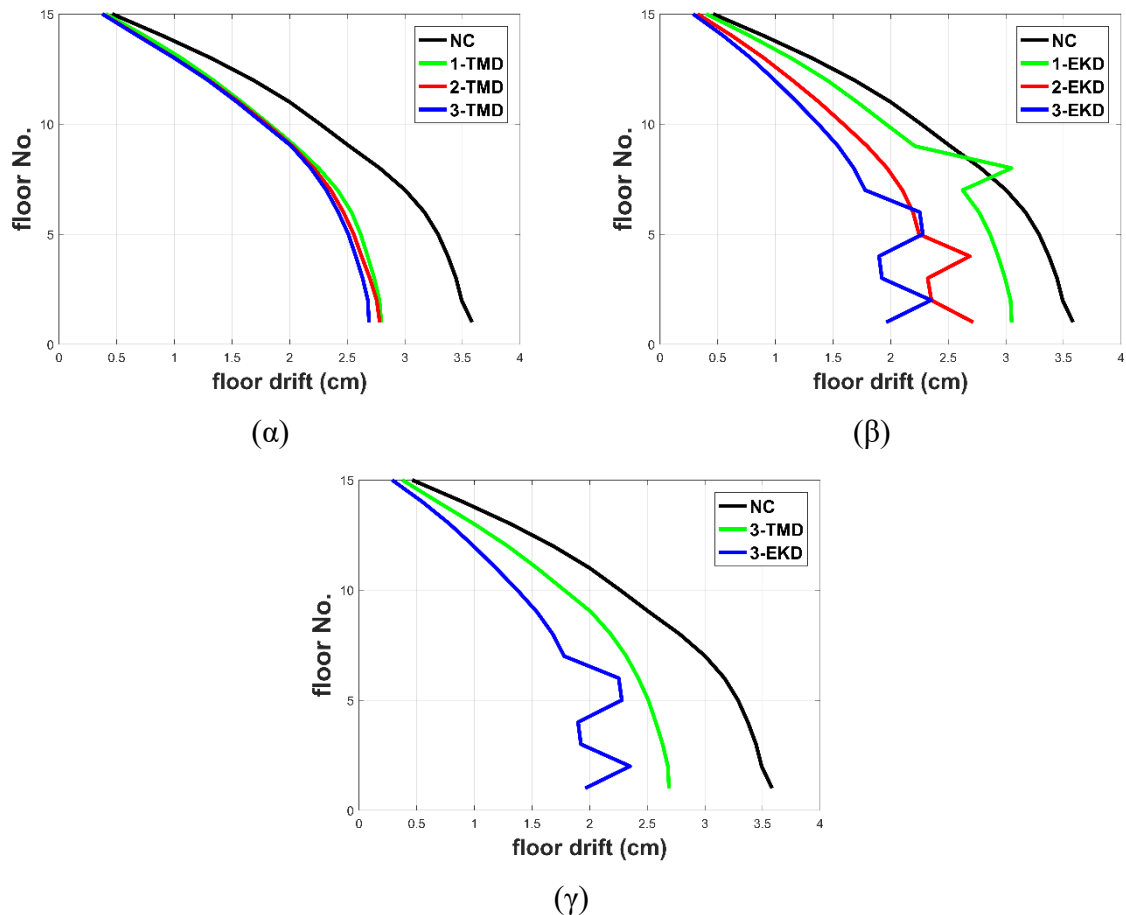 15
10
5
0
floor No.
NC
1-TMD
2-TMD
3-TMD
0 0.5 1 1.5 2 2.5 3 3.5 4
floor drift (cm)
(α)
15
10
5
0
floor No.
NC
1-EKD
2-EKD
3-EKD
0 0.5 1 1.5 2 2.5 3 3.5 4
floor drift (cm)
(β)
15
10
5
0
floor No.
NC
3-TMD
3-EKD
0 0.5 1 1.5 2 2.5 3 3.5 4
floor drift (cm)
(γ)